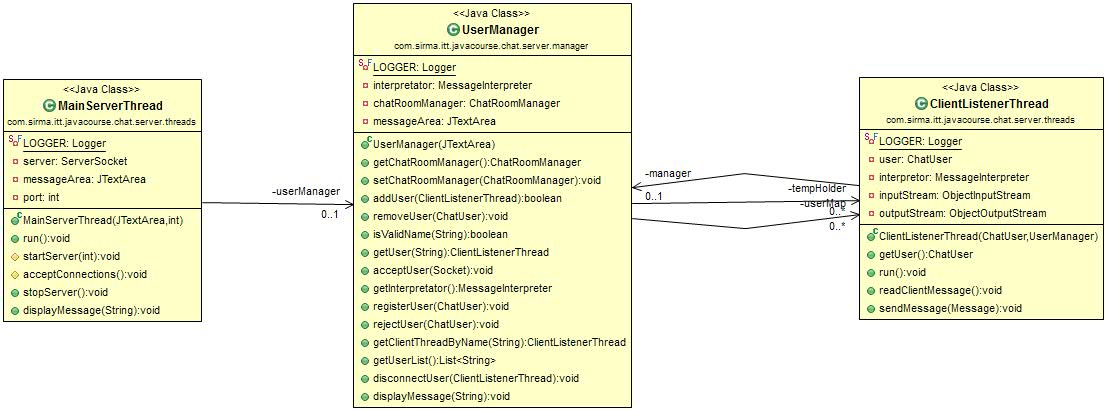 <<Java Class>>
MainServerThread
com.sirma.itt.javacourse.chat.server.threads
LOGGER: Logger
server: ServerSocket
messageArea: JTextArea
port: int
MainServerThread(JTextArea,int)
run():void
startServer(int):void
acceptConnections():void
stopServer():void
displayMessage(String):void
-userManager
0..1
<<Java Class>>
UserManager
com.sirma.itt.javacourse.chat.server.manager
LOGGER: Logger
interpretator: MessageInterpreter
chatRoomManager: ChatRoomManager
messageArea: JTextArea
UserManager(JTextArea)
getChatRoomManager():ChatRoomManager
setChatRoomManager(ChatRoomManager):void
addUser(ClientListenerThread):boolean
removeUser(ChatUser):void
isValidName(String):boolean
getUser(String):ClientListenerThread
acceptUser(Socket):void
getInterpretator():MessageInterpreter
registerUser(ChatUser):void
rejectUser(ChatUser):void
getClientThreadByName(String):ClientListenerThread
getUserList():List<String>
disconnectUser(ClientListenerThread):void
displayMessage(String):void
-manager
0..1
-tempHolder
0..*
-userMap
0..*
<<Java Class>>
ClientListenerThread
com.sirma.itt.javacourse.chat.server.threads
LOGGER: Logger
user: ChatUser
interpretor: MessageInterpreter
inputStream: ObjectInputStream
outputStream: ObjectOutputStream
ClientListenerThread(ChatUser,UserManager)
getUser():ChatUser
run():void
readClientMessage():void
sendMessage(Message):void